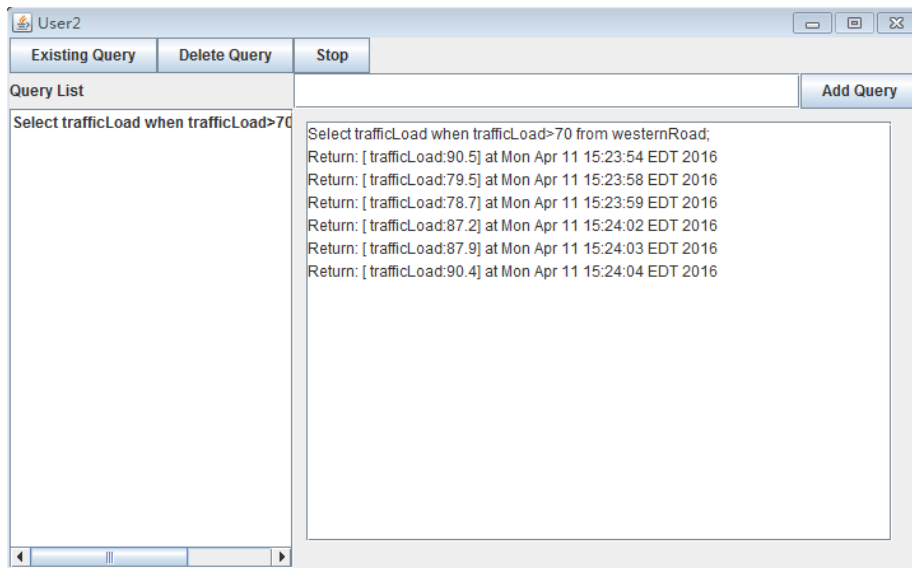 User2
Existing Query
Delete Query
Stop
Query List
Add Query
Select trafficLoad when trafficLoad>70
Select trafficLoad when trafficLoad>70 from westernRoad;
Return: [ trafficLoad:90.5] at Mon Apr 11 15:23:54 EDT 2016
Return: [ trafficLoad:79.5] at Mon Apr 11 15:23:58 EDT 2016
Return: [ trafficLoad:78.7] at Mon Apr 11 15:23:59 EDT 2016
Return: [ trafficLoad:87.2] at Mon Apr 11 15:24:02 EDT 2016
Return: [ trafficLoad:87.9] at Mon Apr 11 15:24:03 EDT 2016
Return: [ trafficLoad:90.4] at Mon Apr 11 15:24:04 EDT 2016